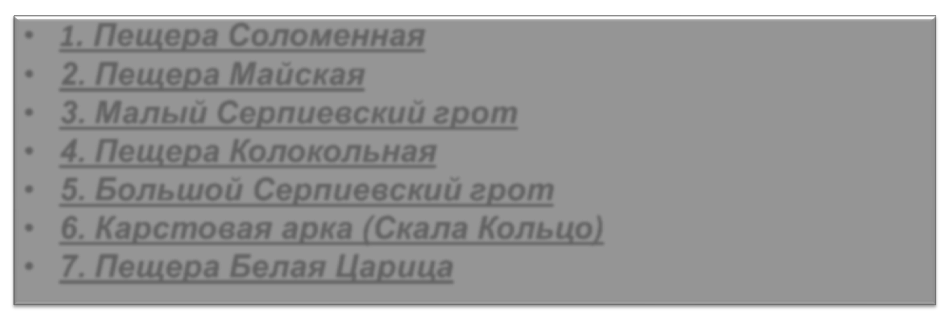 • 1. Пещера Соломенная
• 2. Пещера Майская
• 3. Малый Серпиевский грот
• 4. Пещера Колокольная
• 5. Большой Серпиевский грот
• 6. Карстовая арка (Скала Кольцо)
• 7. Пещера Белая Царица